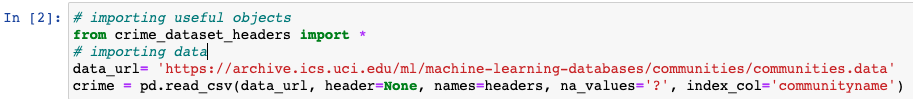 In [2]: # importing useful objects
from crime_dataset_headers import *
# importing data
data_url= 'https://archive.ics.uci.edu/ml/machine-learning-databases/communities/communities.data'
crime = pd.read_csv(data_url, header=None, names=headers, na_values='?', index_col='communityname')